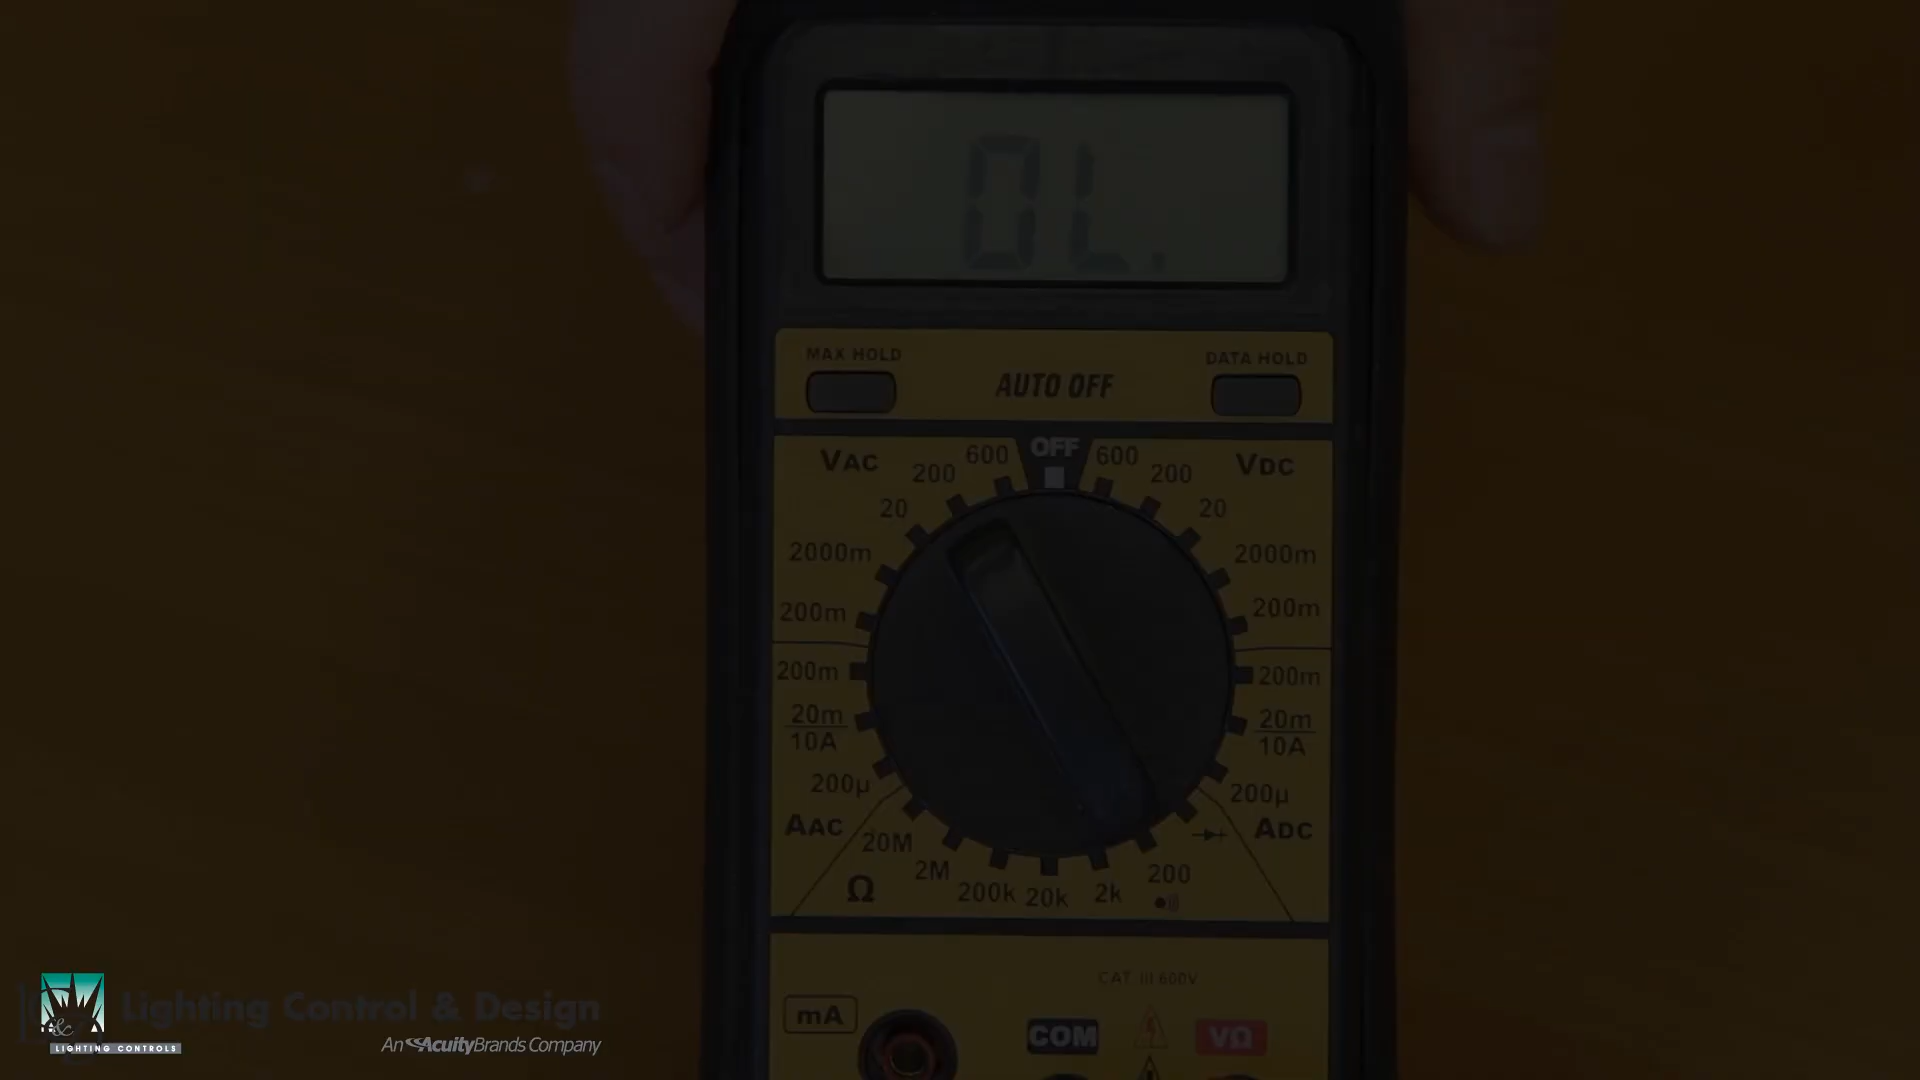 OL.
MAX HOLD
DATA HOLD
AUTO OFF
OFF
VAC
600
600
VDC
200
200
20
20
2000m
2000m
200m
200m
200m
200m
20m
10A
20m
10A
200µ
200µ
AAC
ADC
20M
2M
Ω
200k
20k
2k
200
CAT. III 600V
mA
COM
VΩ
Lighting Control & Design
&
LIGHTING CONTROLS
An AcuityBrands Company